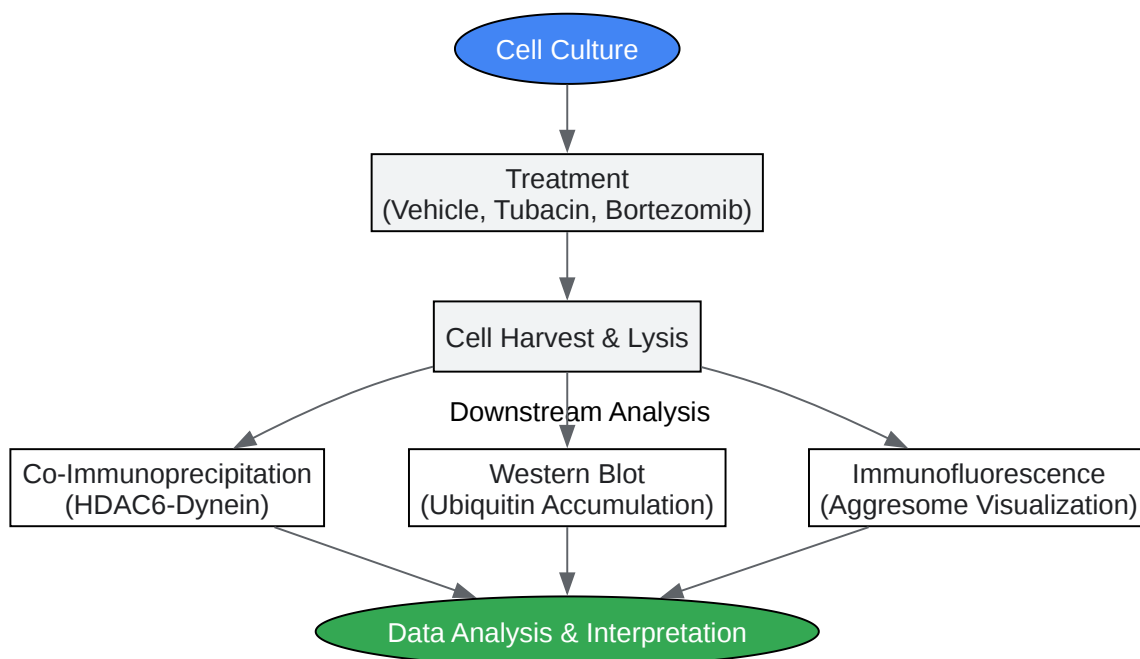 Cell Culture
Treatment
(Vehicle, Tubacin, Bortezomib)
Cell Harvest & Lysis
Downstream Analysis
Co-Immunoprecipitation
(HDAC6-Dynein)
Western Blot
(Ubiquitin Accumulation)
Immunofluorescence
(Aggresome Visualization)
Data Analysis & Interpretation